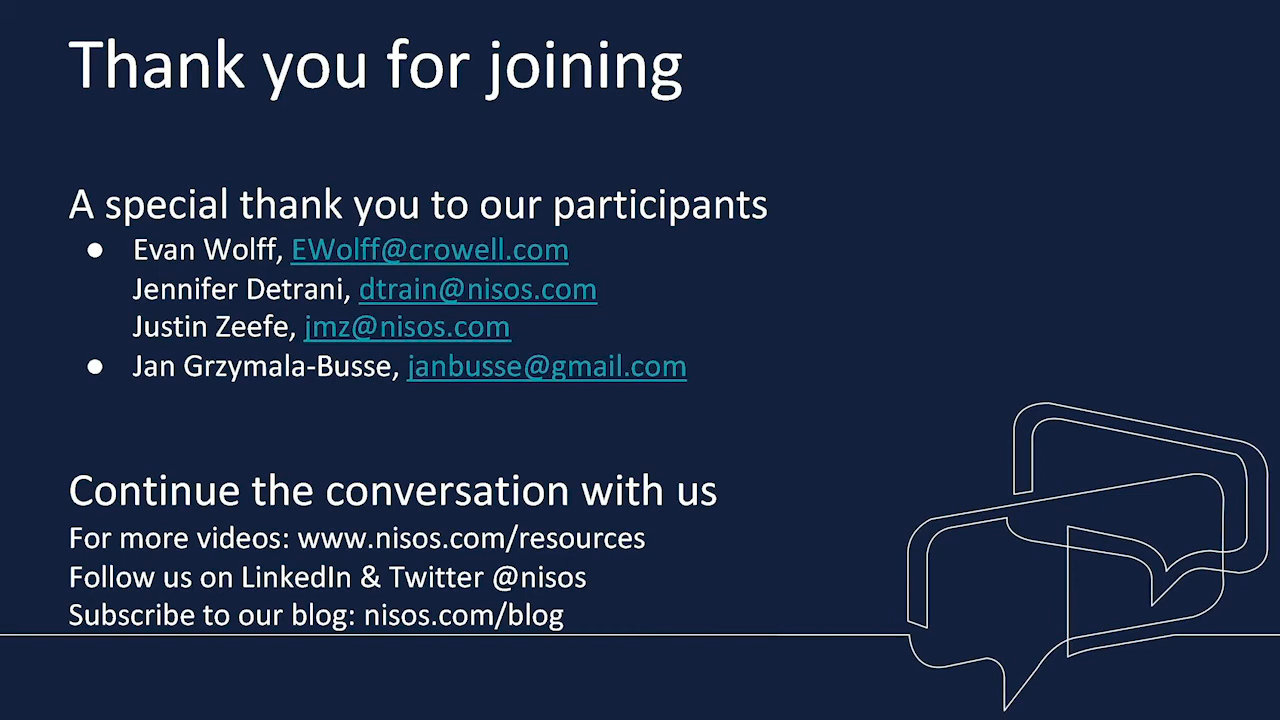 Thank you for joining
A special thank you to our participants
● Evan Wolff, EWolff@crowell.com
Jennifer Detrani, dtrain@nisos.com
Justin Zeefe, jmz@nisos.com
● Jan Grzymala-Busse, janbusse@gmail.com
Continue the conversation with us
For more videos: www.nisos.com/resources
Follow us on LinkedIn & Twitter @nisos
Subscribe to our blog: nisos.com/blog